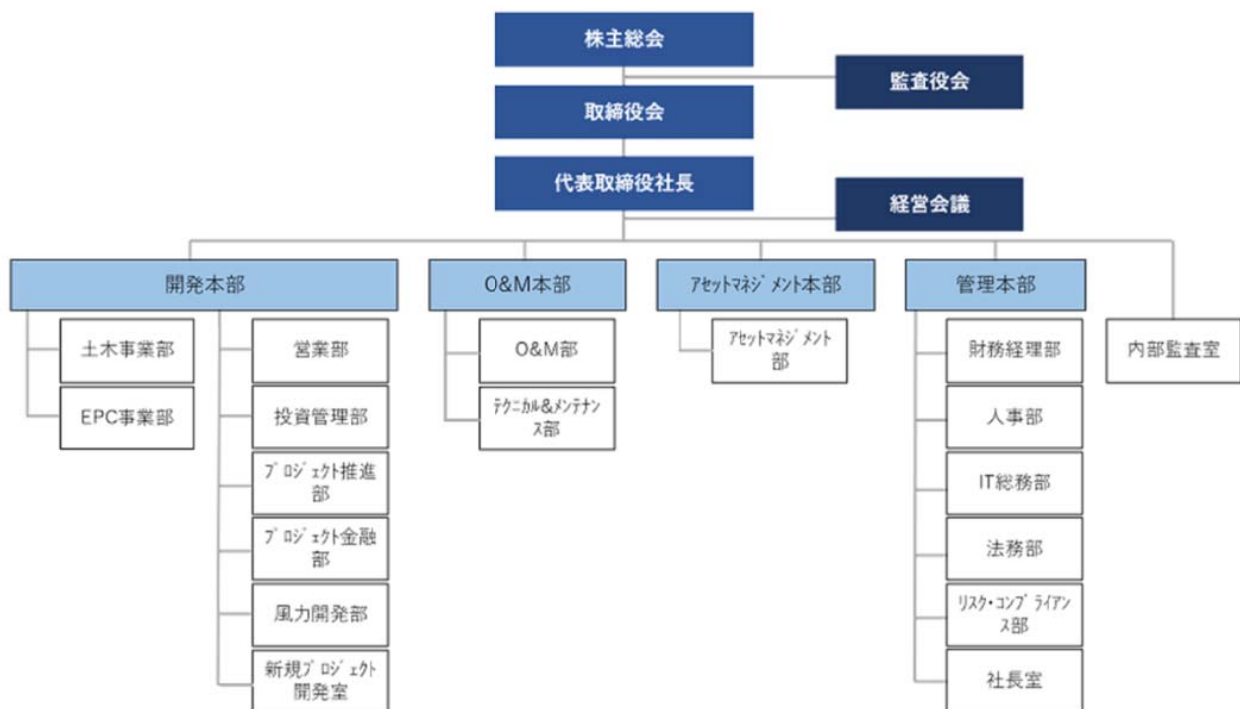 株主総会
監査役会
取締役会
代表取締役社長
経営会議
開発本部
土木事業部
EPC事業部
営業部
投資管理部
プロジェクト推進
部
プロジェクト金融
部
風力開発部
新規プロジェクト
開発室
O&M本部
O&M部
テクニカル&メンテナン
ス部
アセットマネジメント本部
アセットマネジメント
部
管理本部
財務経理部
人事部
IT総務部
法務部
リスク・コンプライアン
ス部
社長室
内部監査室